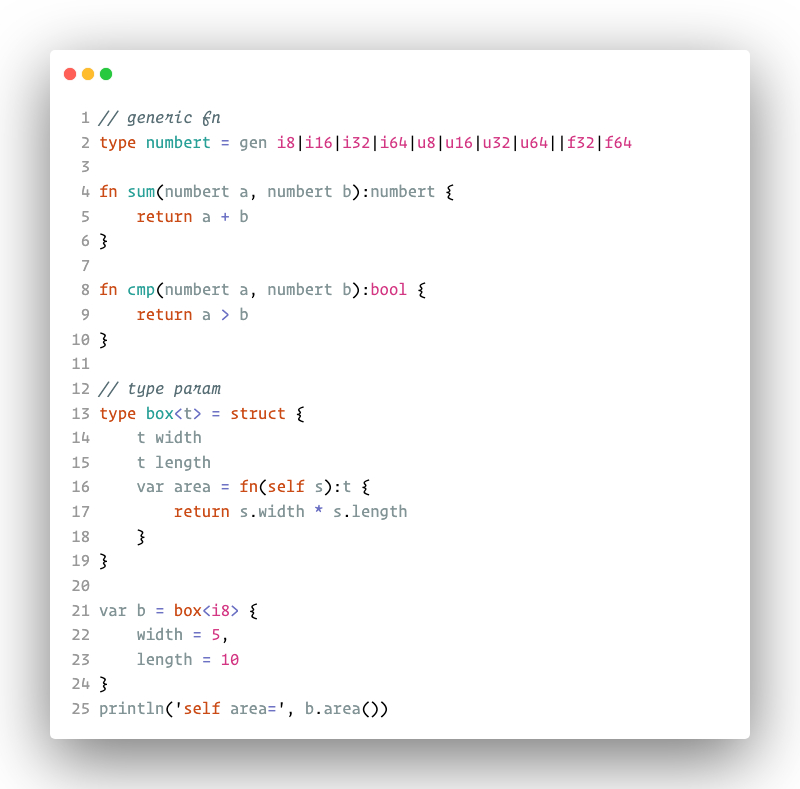 1 // generic fn
2 type numbert = gen i8|i16|i32|i64|u8|u16|u32|u64||f32|f64
3
4 fn sum(numbert a, numbert b):numbert {
5     return a + b
6 }
7
8 fn cmp(numbert a, numbert b):bool {
9     return a > b
10 }
11
12 // type param
13 type box<t> = struct {
14     t width
15     t length
16     var area = fn(self s):t {
17         return s.width * s.length
18     }
19 }
20
21 var b = box<i8> {
22     width = 5,
23     length = 10
24 }
25 println('self area=', b.area())